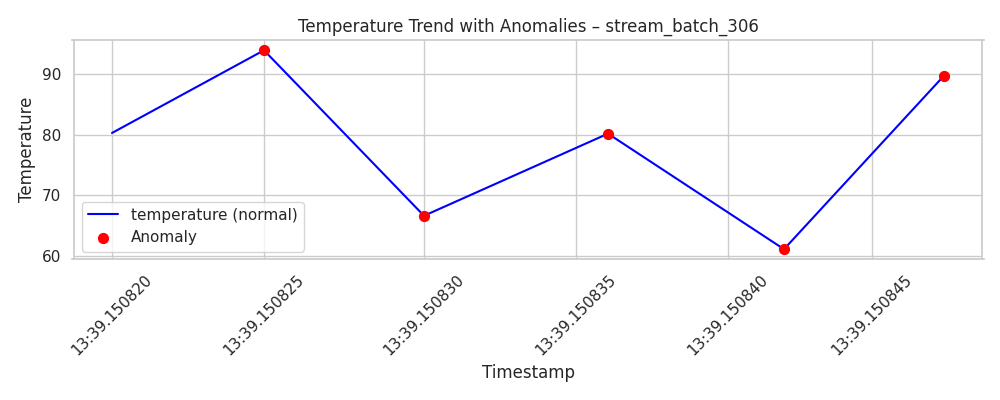 Temperature Trend with Anomalies – stream_batch_306
Temperature
90
80
70
60
temperature (normal)
Anomaly
13:39.150820
13:39.150825
13:39.150830
13:39.150835
13:39.150840
13:39.150845
Timestamp